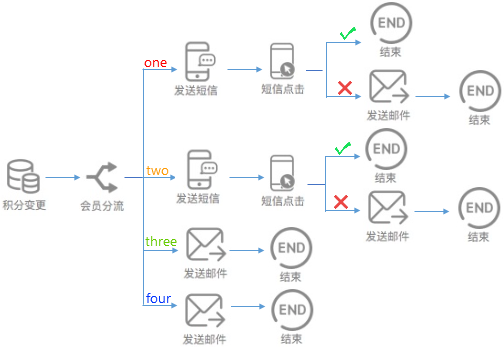 END
结束
one
发送短信
短信点击
发送邮件
END
结束
END
结束
two
积分变更
会员分流
发送短信
短信点击
发送邮件
END
结束
three
发送邮件
END
结束
four
发送邮件
END
结束